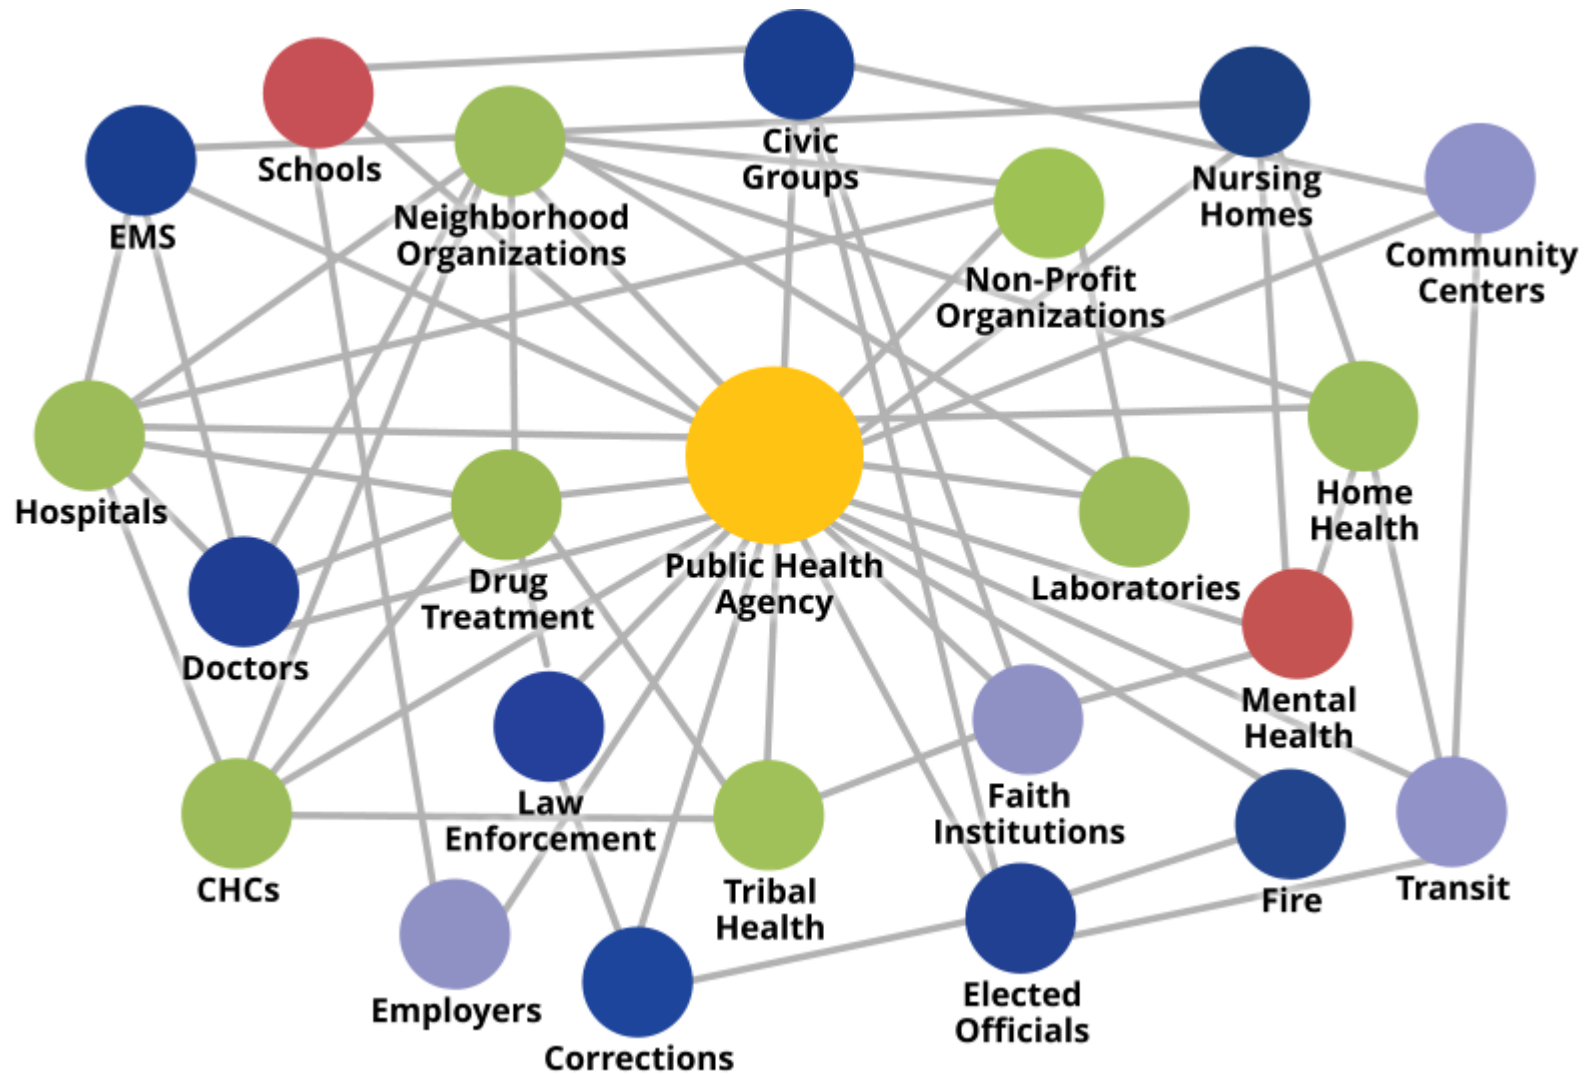 Civic
Groups
Schools
Nursing
Homes
Neighborhood
Organizations
EMS
Community
Centers
Non-Profit
Organizations
Hospitals
Home
Health
Public Health
Agency
Laboratories
Drug
Treatment
Doctors
Mental
Health
Law
Enforcement
Faith
Institutions
CHCs
Tribal
Health
Fire
Transit
Employers
Elected
Officials
Corrections